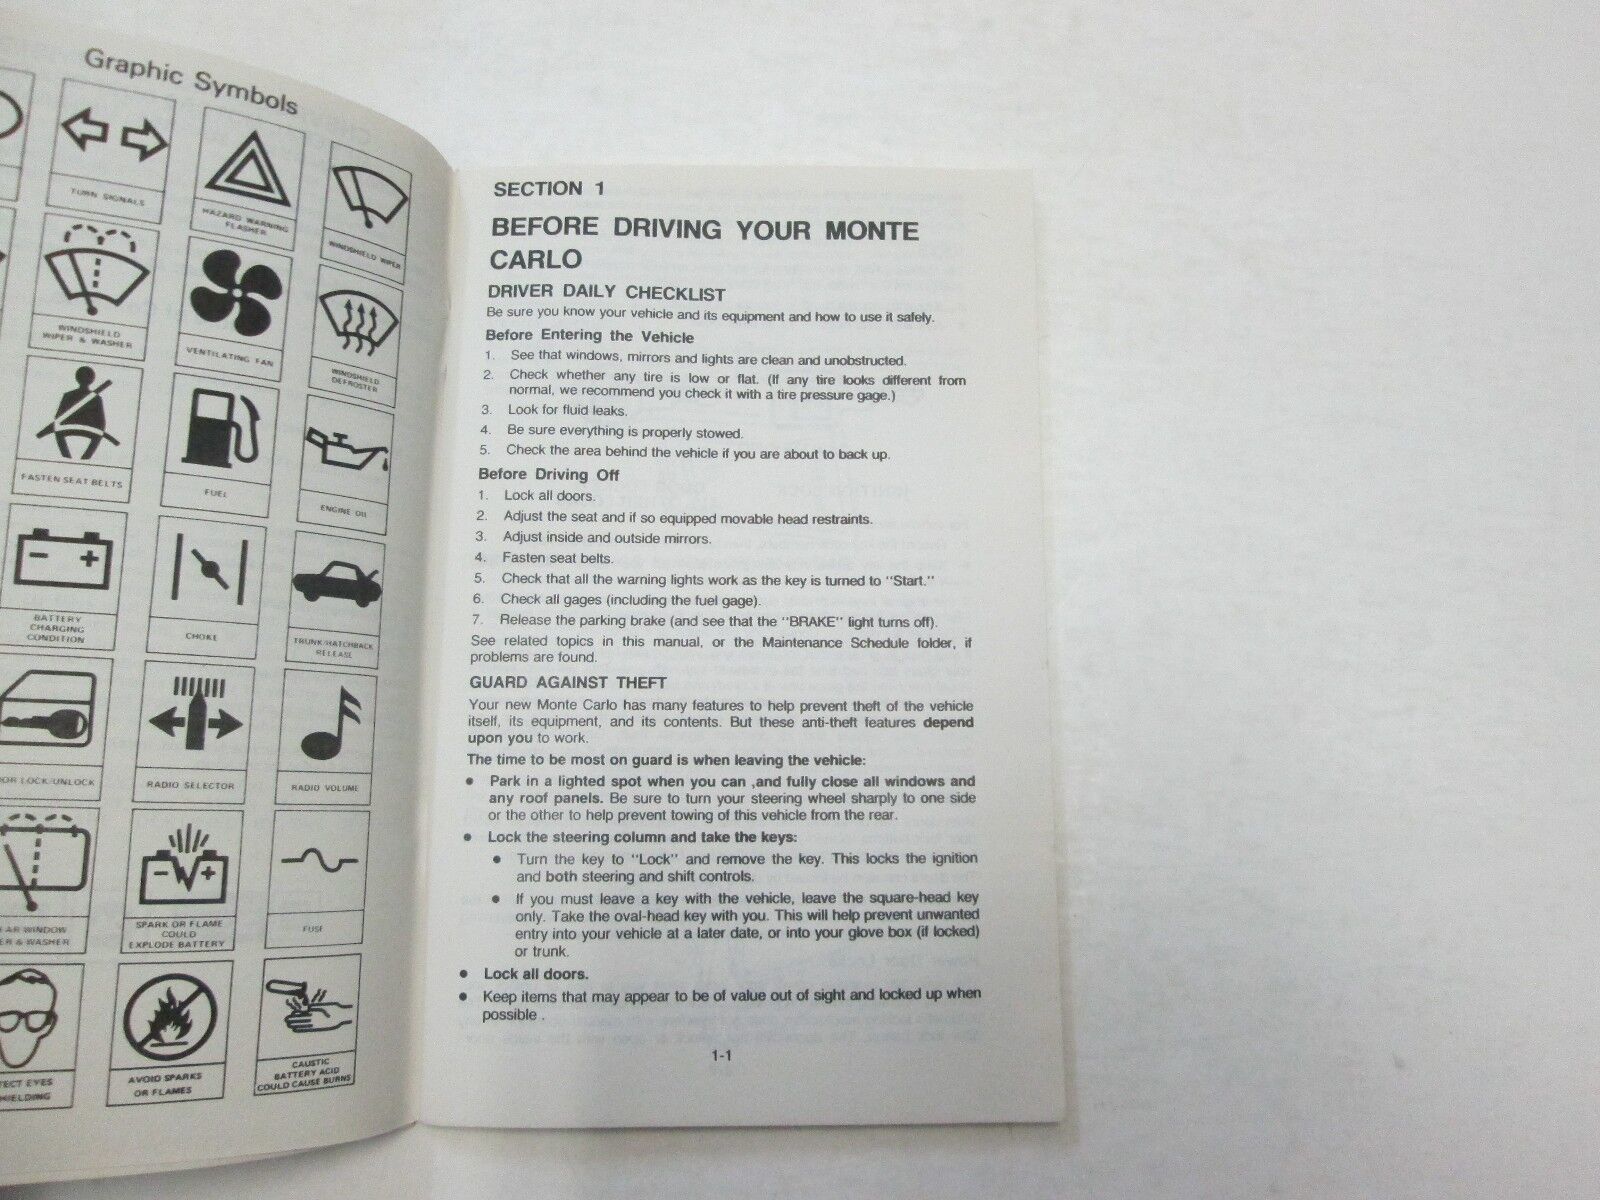 Graphic Symbols
TURN SIGNALS
HAZARD WARNING
FLASHER
WINDSHIELD WIPER
WINDSHIELD
WIPER & WASHER
VENTILATING FAN
WINDSHIELD
DEFROSTER
FASTEN SEAT BELTS
FUEL
ENGINE OIL
BATTERY
CHARGING
CONDITION
CHOKE
TRUNK/HATCHBACK
RELEASE
LOCK/UNLOCK
RADIO SELECTOR
RADIO VOLUME
WINDOW
& WASHER
SPARK OR FLAME
COULD
EXPLODE BATTERY
FUSE
EYES
AVOID SPARKS
OR FLAMES
CAUSTIC
BATTERY ACID
COULD CAUSE BURNS
SECTION 1
BEFORE DRIVING YOUR MONTE
CARLO
DRIVER DAILY CHECKLIST
Be sure you know your vehicle and its equipment and how to use it safely.
Before Entering the Vehicle
1. See that windows, mirrors and lights are clean and unobstructed.
2. Check whether any tire is low or flat. (If any tire looks different from
normal, we recommend you check it with a tire pressure gage.)
3. Look for fluid leaks.
4. Be sure everything is properly stowed.
5. Check the area behind the vehicle if you are about to back up.
Before Driving Off
1. Lock all doors.
2. Adjust the seat and if so equipped movable head restraints.
3. Adjust inside and outside mirrors.
4. Fasten seat belts.
5. Check that all the warning lights work as the key is turned to "Start."
6. Check all gages (including the fuel gage).
7. Release the parking brake (and see that the "BRAKE" light turns off).
See related topics in this manual, or the Maintenance Schedule folder, if
problems are found.
GUARD AGAINST THEFT
Your new Monte Carlo has many features to help prevent theft of the vehicle
itself, its equipment, and its contents. But these anti-theft features depend
upon you to work.
The time to be most on guard is when leaving the vehicle:
● Park in a lighted spot when you can ,and fully close all windows and
any roof panels. Be sure to turn your steering wheel sharply to one side
or the other to help prevent towing of this vehicle from the rear.
● Lock the steering column and take the keys:
● Turn the key to "Lock" and remove the key. This locks the ignition
and both steering and shift controls.
● If you must leave a key with the vehicle, leave the square-head key
only. Take the oval-head key with you. This will help prevent unwanted
entry into your vehicle at a later date, or into your glove box (if locked)
or trunk.
● Lock all doors.
● Keep items that may appear to be of value out of sight and locked up when
possible .
1-1